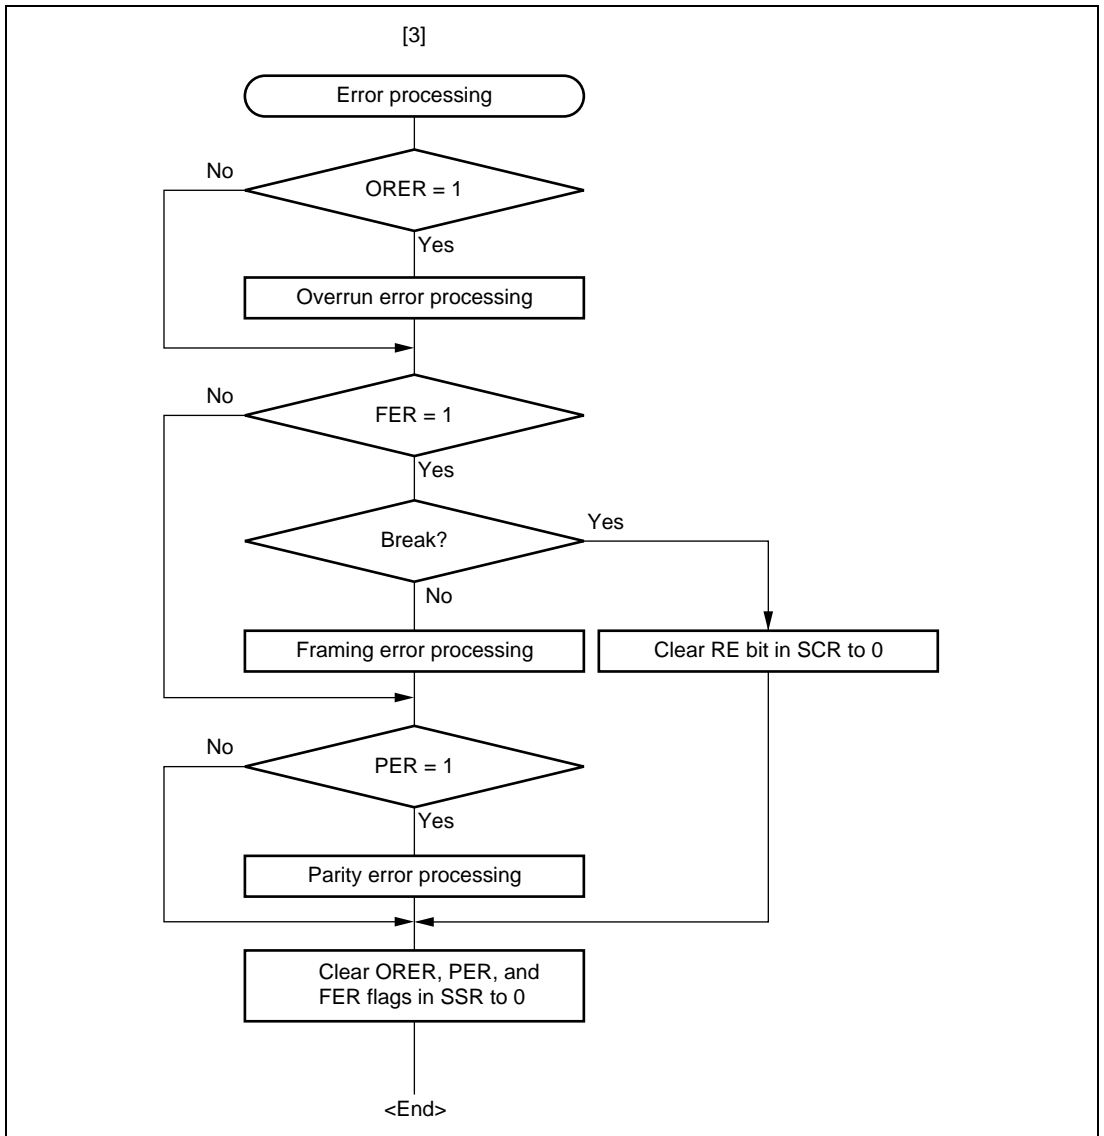 [3]
Error processing
No
ORER = 1
Yes
Overrun error processing
No
FER = 1
Yes
Break?
Yes
No
Framing error processing
Clear RE bit in SCR to 0
No
PER = 1
Yes
Parity error processing
Clear ORER, PER, and
FER flags in SSR to 0
<End>